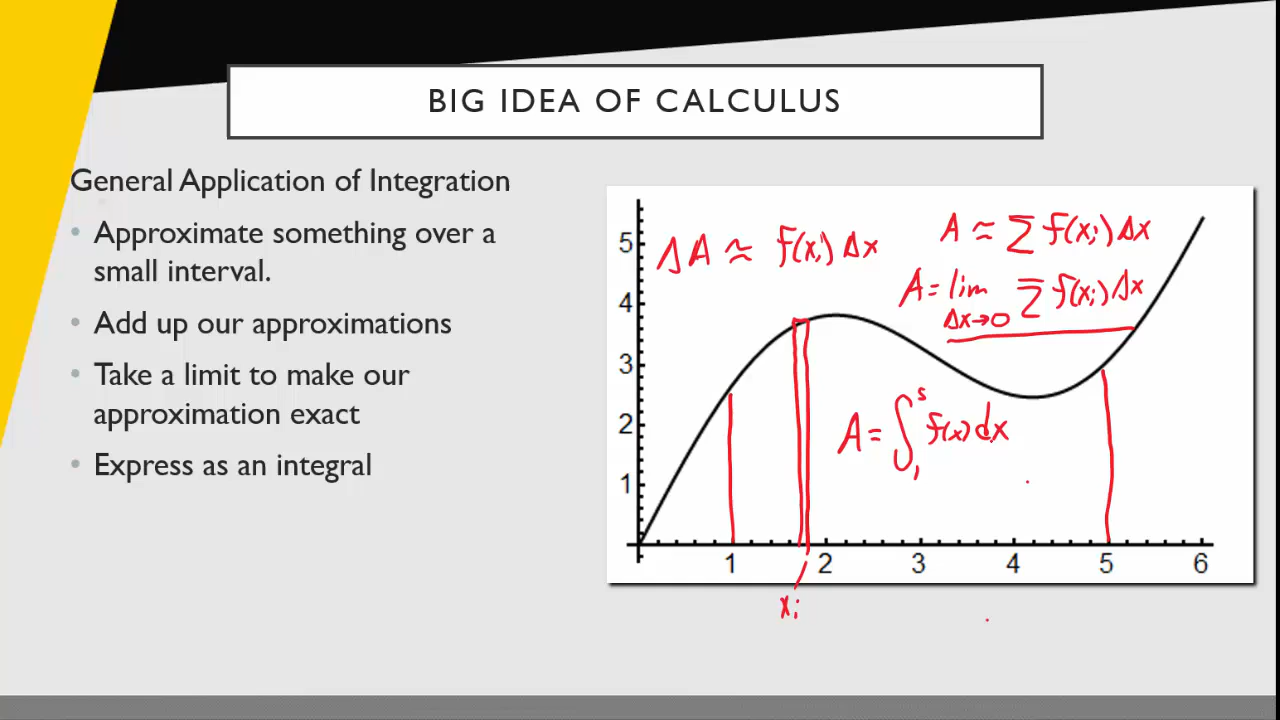 BIG IDEA OF CALCULUS
General Application of Integration
• Approximate something over a
small interval.
• Add up our approximations
• Take a limit to make our
approximation exact
• Express as an integral
ΔA ≈ f(xᵢ) Δx
A ≈ Σ f(xᵢ) Δx
A = lim Σ f(xᵢ) Δx
Δx→0
A = ∫₁⁵ f(x) dx
5
4
3
2
1
1 2 3 4 5 6
xᵢ